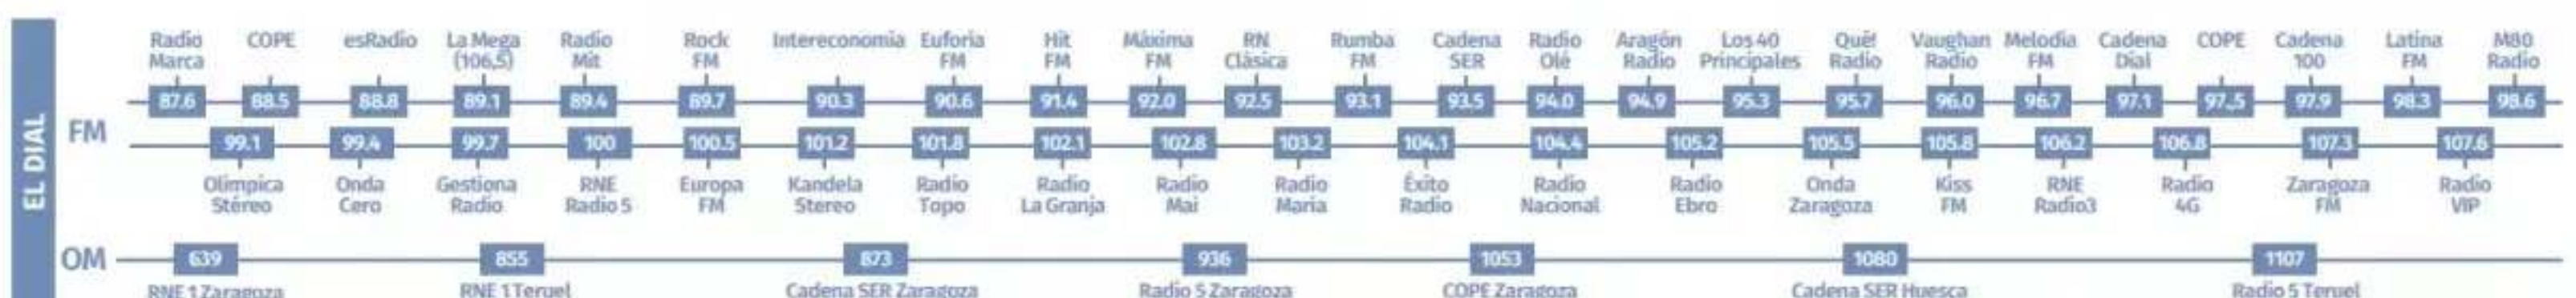 EL DIAL
FM
Radio Marca COPE esRadio La Mega (106,5) Radio Mit Rock FM Intereconomia Euforia FM Hit FM Máxima FM RN Clàsica Rumba FM Cadena SER Radio Olé Aragón Radio Los 40 Principales Què! Radio Vaughan Radio Melodia FM Cadena Dial COPE Cadena 100 Latina FM M80 Radio
87.6 88.5 88.8 89.1 89.4 89.7 90.3 90.6 91.4 92.0 92.5 93.1 93.5 94.0 94.9 95.3 95.7 96.0 96.7 97.1 97.5 97.9 98.3 98.6
99.1 99.4 99.7 100 100.5 101.2 101.8 102.1 102.8 103.2 104.1 104.4 105.2 105.5 105.8 106.2 106.8 107.3 107.6
Olimpica Stéreo Onda Cero Gestiona Radio RNE Radio 5 Europa FM Kandela Stereo Radio Topo Radio La Granja Radio Mai Radio Maria Éxito Radio Radio Nacional Radio Ebro Onda Zaragoza Kiss FM RNE Radio3 Radio 4G Zaragoza FM Radio VIP
OM
639 855 873 936 1053 1080 1107
RNE 1 Zaragoza RNE 1 Teruel Cadena SER Zaragoza Radio 5 Zaragoza COPE Zaragoza Cadena SER Huesca Radio 5 Teruel